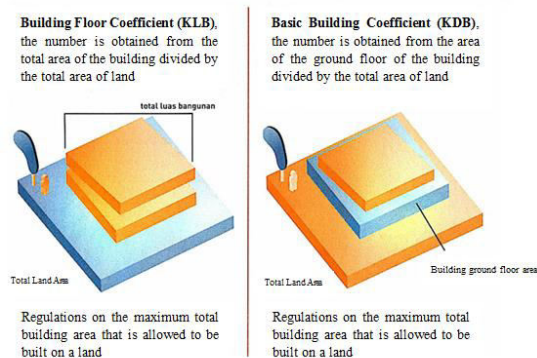 Building Floor Coefficient (KLB),
the number is obtained from the
total area of the building divided by
the total area of land
total luas bangunan
Total Land Area
Regulations on the maximum total
building area that is allowed to be
built on a land
Basic Building Coefficient (KDB),
the number is obtained from the area
of the ground floor of the building
divided by the total area of land
Building ground floor area
Total Land Area
Regulations on the maximum total
building area that is allowed to be
built on a land